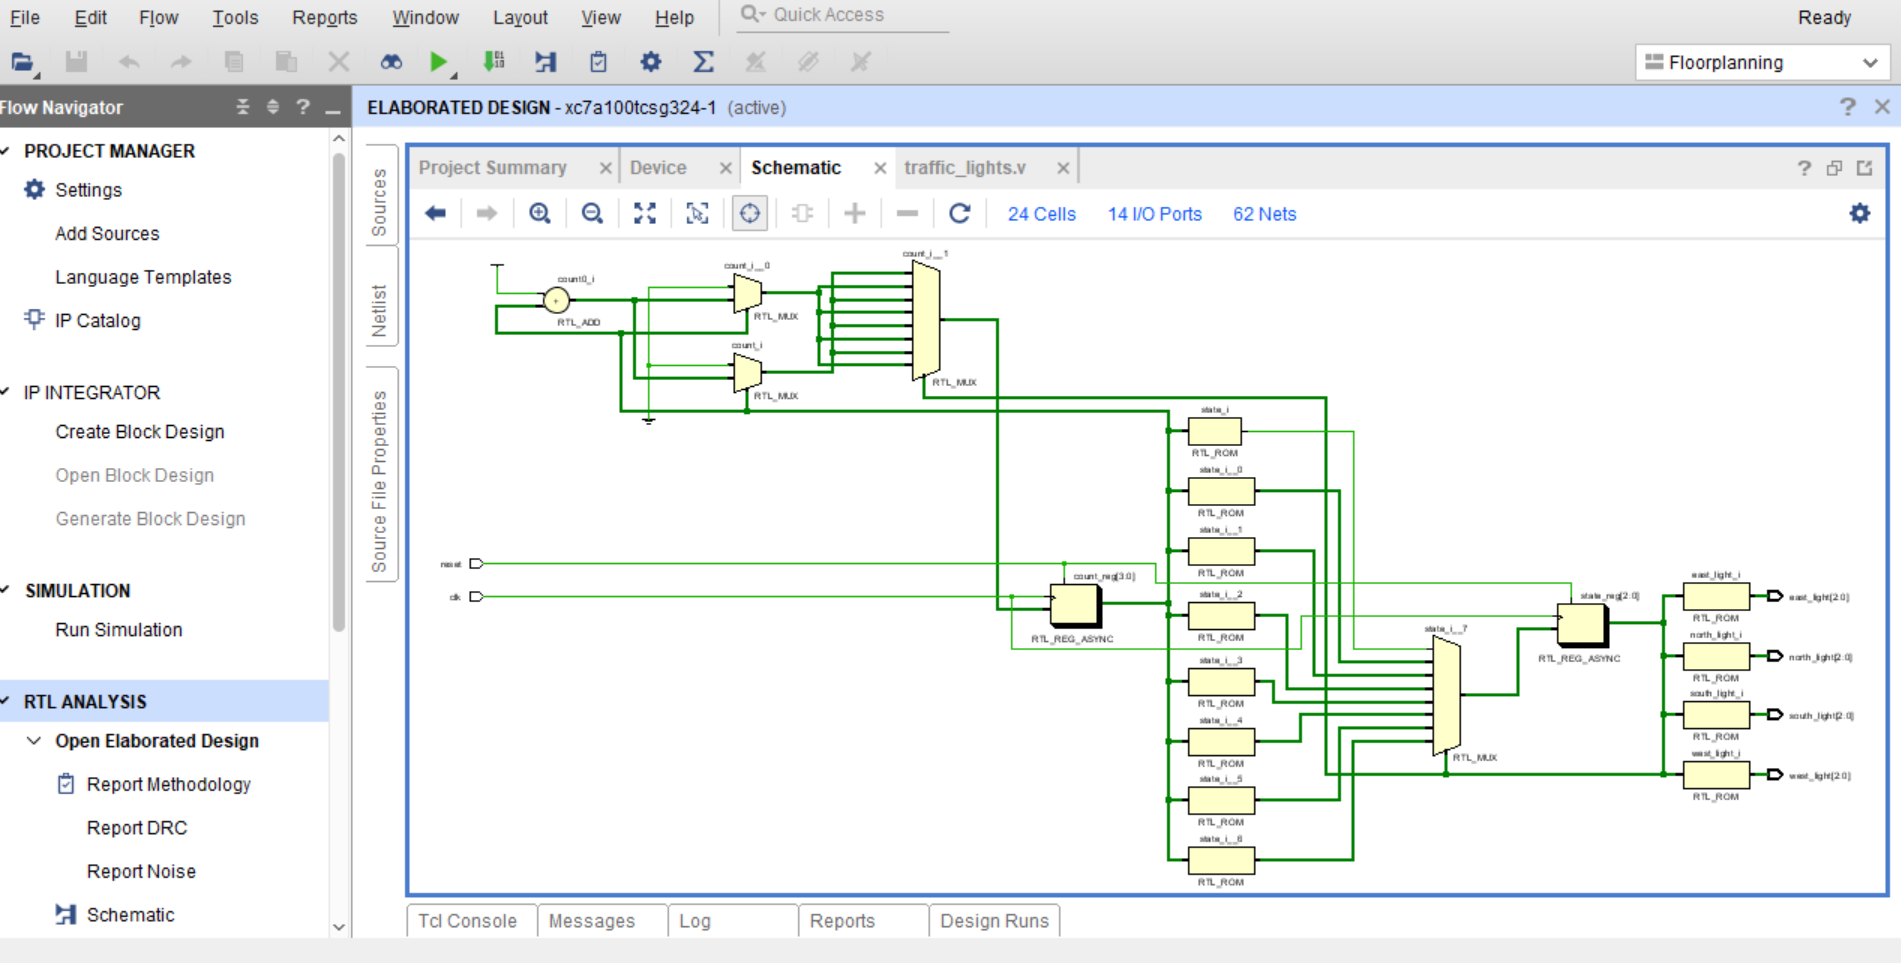 File Edit Flow Tools Reports Window Layout View Help Quick Access Ready
Floorplanning
Flow Navigator
PROJECT MANAGER
Settings
Add Sources
Language Templates
IP Catalog
IP INTEGRATOR
Create Block Design
Open Block Design
Generate Block Design
SIMULATION
Run Simulation
RTL ANALYSIS
Open Elaborated Design
Report Methodology
Report DRC
Report Noise
Schematic
ELABORATED DESIGN - xc7a100tcsg324-1 (active)
Sources
Netlist
Source File Properties
Project Summary Device Schematic traffic_lights.v
24 Cells 14 I/O Ports 62 Nets
count_i__1
count_i__0
count0_i
RTL_MUX
RTL_ADD
count_i
RTL_MUX
RTL_MUX
state_i
RTL_ROM
state_i__0
RTL_ROM
state_i__1
reset
RTL_ROM
count_reg[3:0]
clk
state_i__2
RTL_REG_ASYNC
RTL_ROM
state_i__3
RTL_ROM
state_i__4
RTL_ROM
state_i__5
RTL_ROM
state_i__6
RTL_ROM
state_i__7
RTL_MUX
state_reg[2:0]
RTL_REG_ASYNC
east_light_i
east_light[2:0]
RTL_ROM
north_light_i
north_light[2:0]
RTL_ROM
south_light_i
south_light[2:0]
RTL_ROM
west_light_i
west_light[2:0]
RTL_ROM
Tcl Console Messages Log Reports Design Runs